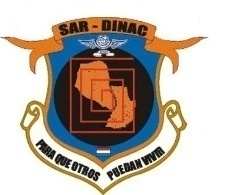 SAR - DINAC
PARA QUE OTROS PUEDAN VIVIR